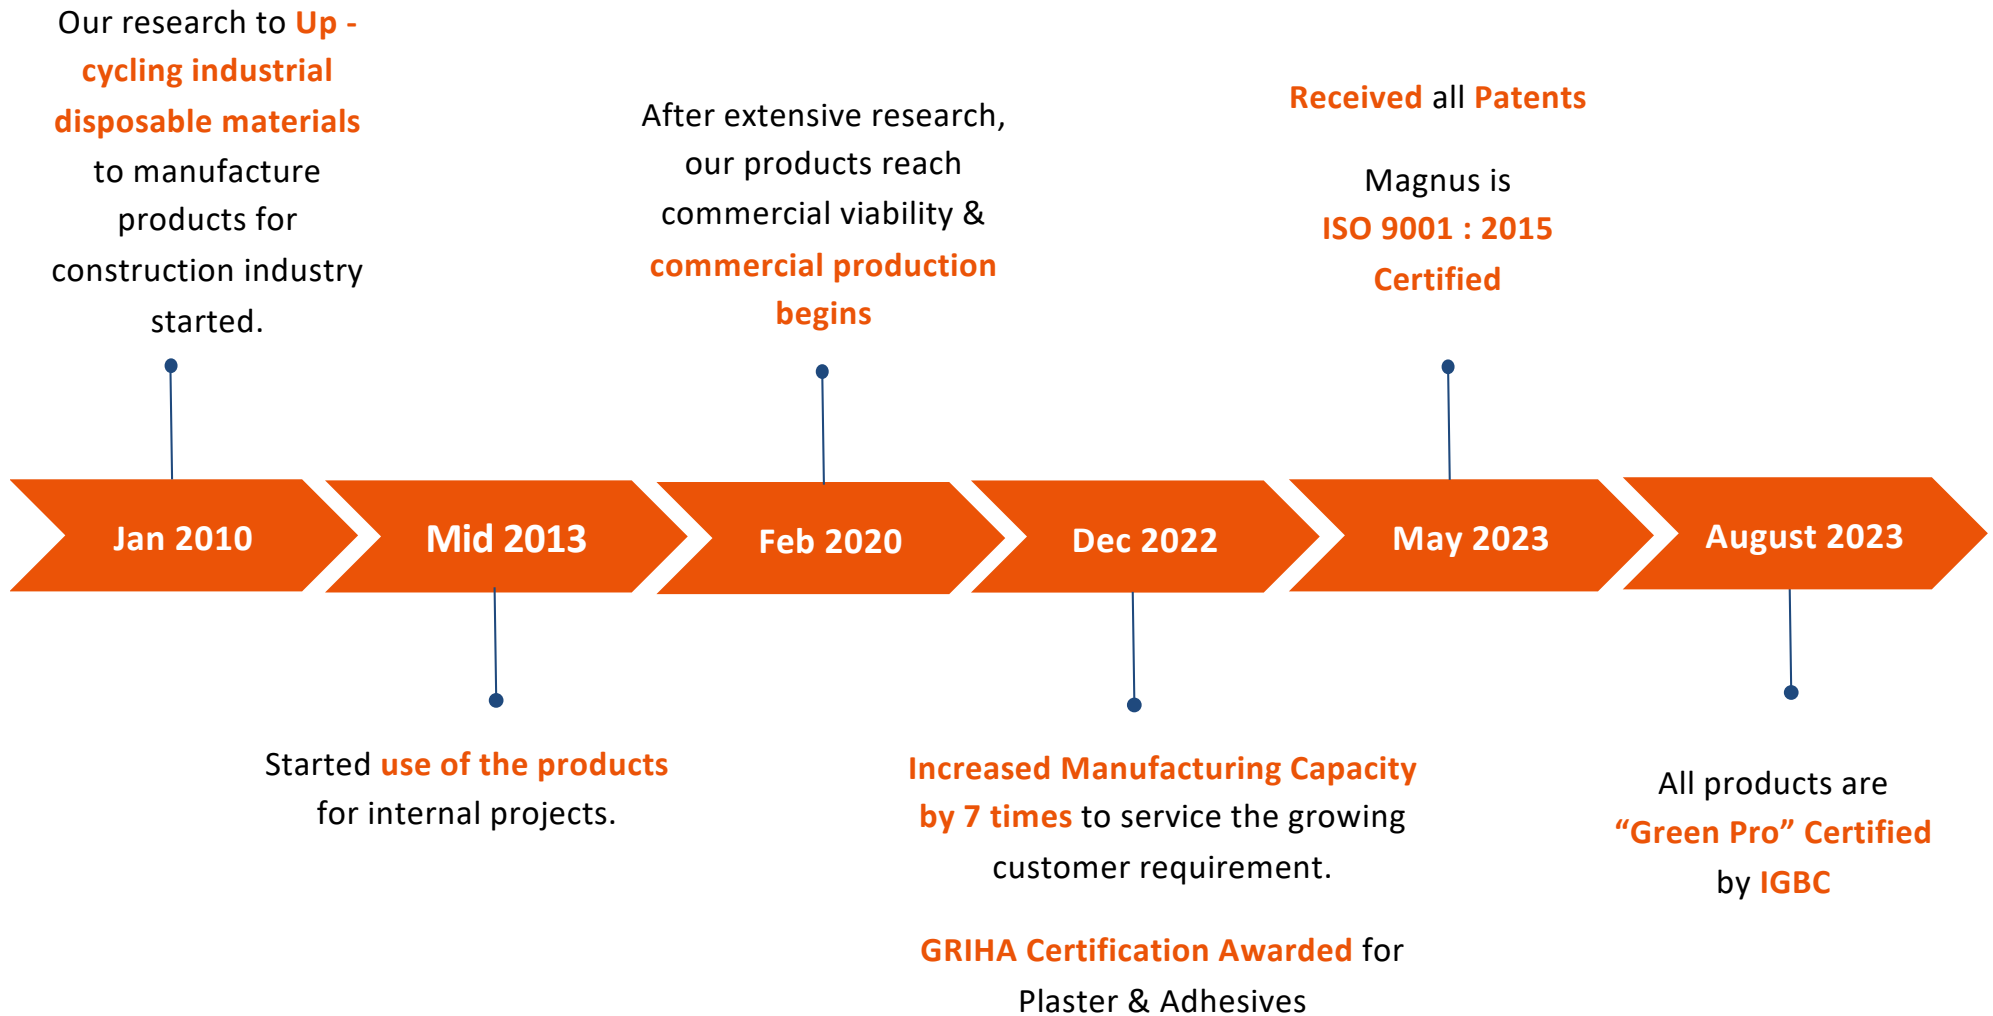 Our research to Up -
cycling industrial
disposable materials
to manufacture
products for
construction industry
started.
After extensive research,
our products reach
commercial viability &
commercial production
begins
Received all Patents
Magnus is
ISO 9001 : 2015
Certified
Jan 2010
Mid 2013
Feb 2020
Dec 2022
May 2023
August 2023
Started use of the products
for internal projects.
Increased Manufacturing Capacity
by 7 times to service the growing
customer requirement.
GRIHA Certification Awarded for
Plaster & Adhesives
All products are
“Green Pro” Certified
by IGBC